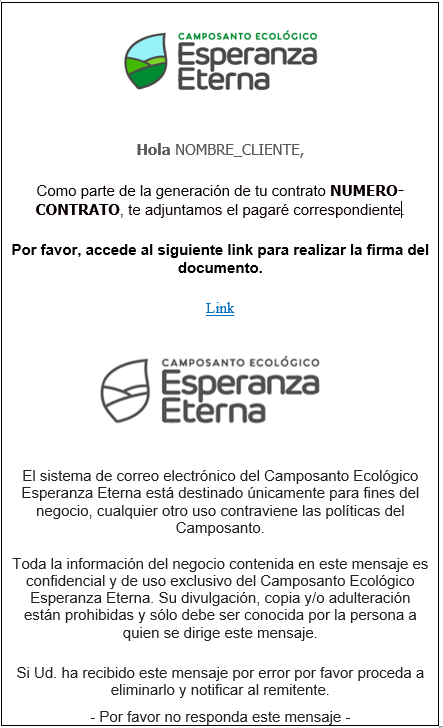 CAMPOSANTO ECOLÓGICO
Esperanza
Eterna
Hola NOMBRE_CLIENTE,
Como parte de la generación de tu contrato NUMERO-
CONTRATO, te adjuntamos el pagaré correspondiente.
Por favor, accede al siguiente link para realizar la firma del
documento.
Link
CAMPOSANTO ECOLÓGICO
Esperanza
Eterna
El sistema de correo electrónico del Camposanto Ecológico
Esperanza Eterna está destinado únicamente para fines del
negocio, cualquier otro uso contraviene las políticas del
Camposanto.
Toda la información del negocio contenida en este mensaje es
confidencial y de uso exclusivo del Camposanto Ecológico
Esperanza Eterna. Su divulgación, copia y/o adulteración
están prohibidas y sólo debe ser conocida por la persona a
quien se dirige este mensaje.
Si Ud. ha recibido este mensaje por error por favor proceda a
eliminarlo y notificar al remitente.
- Por favor no responda este mensaje -